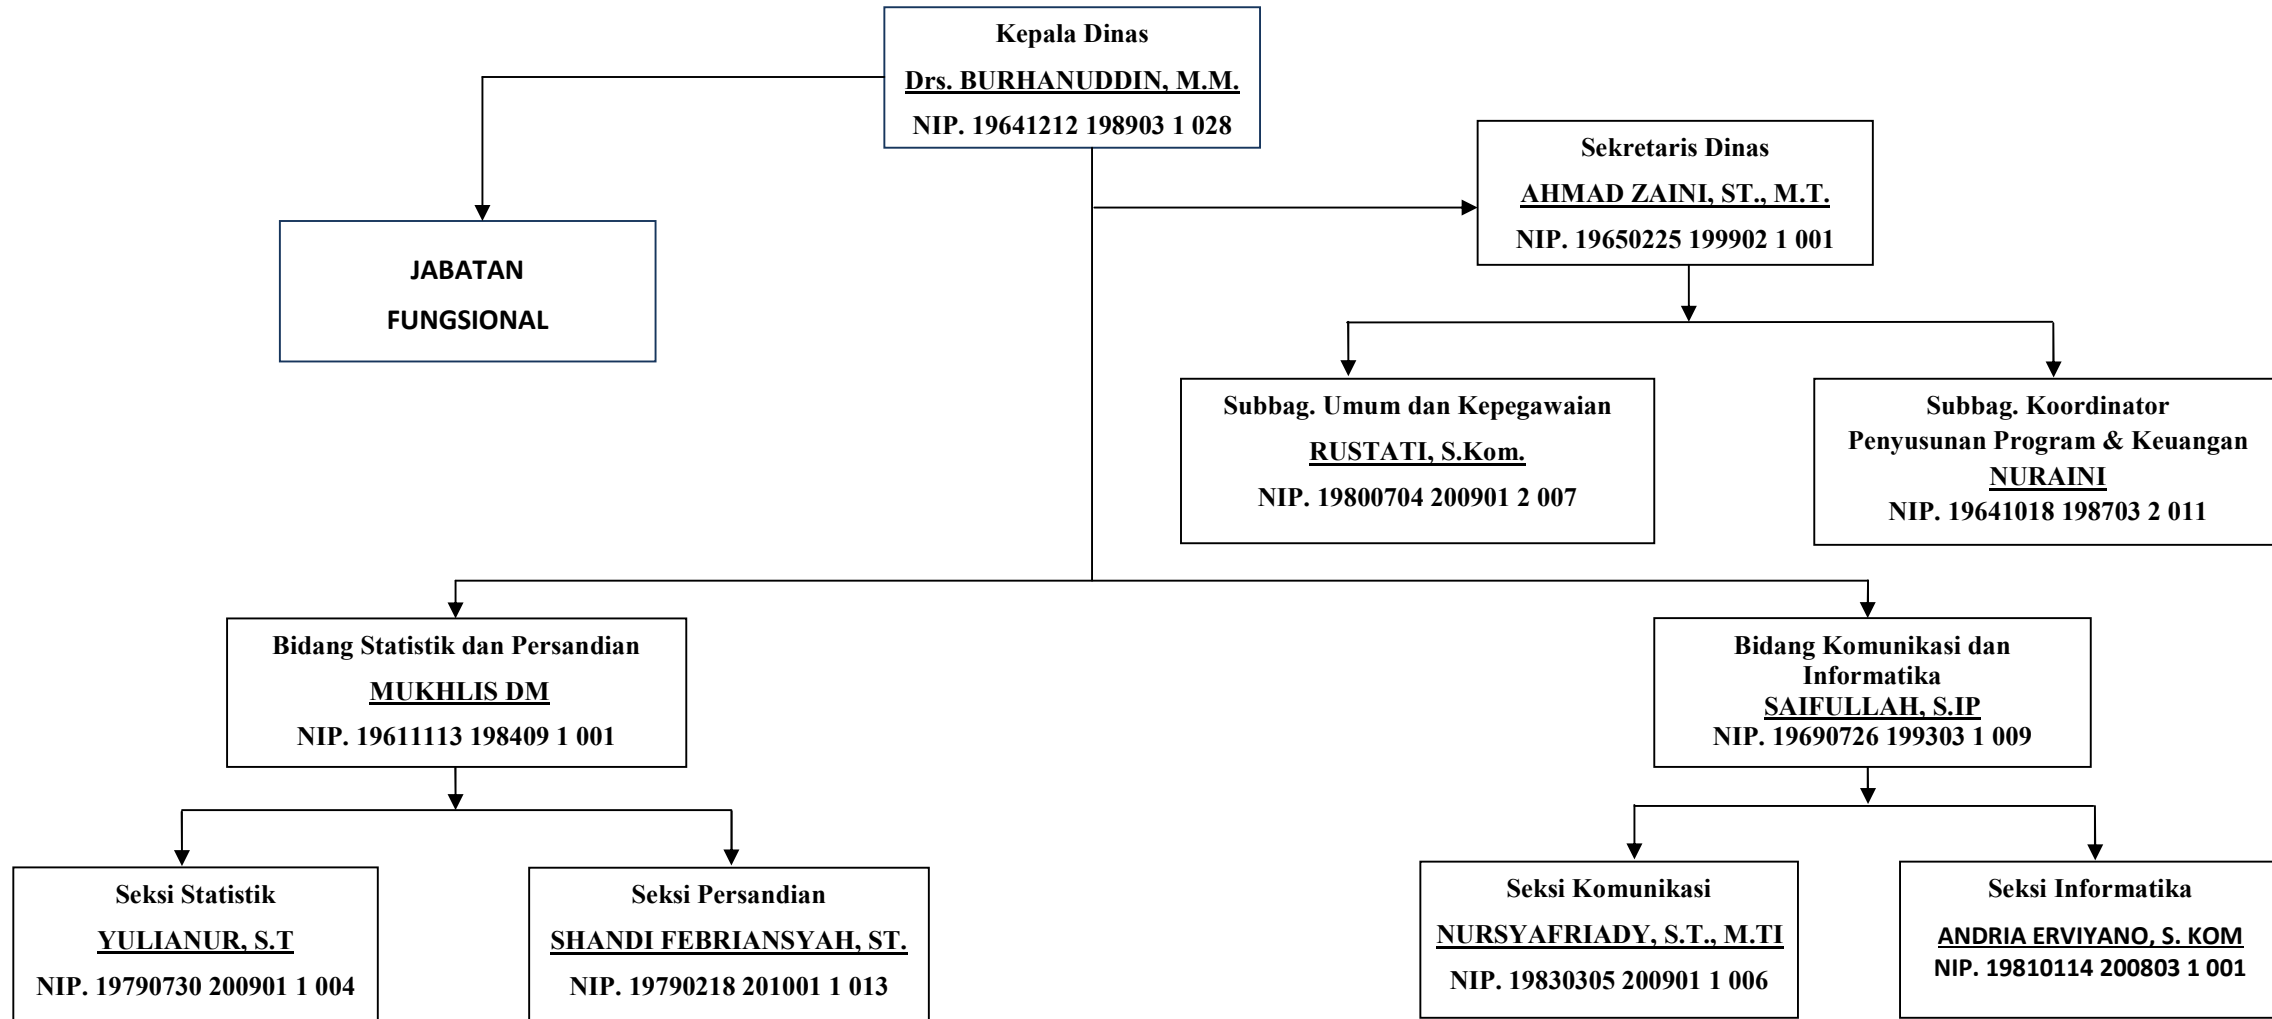 Kepala Dinas
Drs. BURHANUDDIN, M.M.
NIP. 19641212 198903 1 028
Sekretaris Dinas
AHMAD ZAINI, ST., M.T.
NIP. 19650225 199902 1 001
JABATAN
FUNGSIONAL
Subbag. Umum dan Kepegawaian
RUSTATI, S.Kom.
NIP. 19800704 200901 2 007
Subbag. Koordinator
Penyusunan Program & Keuangan
NURAINI
NIP. 19641018 198703 2 011
Bidang Statistik dan Persandian
MUKHLIS DM
NIP. 19611113 198409 1 001
Bidang Komunikasi dan
Informatika
SAIFULLAH, S.IP
NIP. 19690726 199303 1 009
Seksi Statistik
YULIANUR, S.T
NIP. 19790730 200901 1 004
Seksi Persandian
SHANDI FEBRIANSYAH, ST.
NIP. 19790218 201001 1 013
Seksi Komunikasi
NURSYAFRIADY, S.T., M.TI
NIP. 19830305 200901 1 006
Seksi Informatika
ANDRIA ERVIYANO, S. KOM
NIP. 19810114 200803 1 001